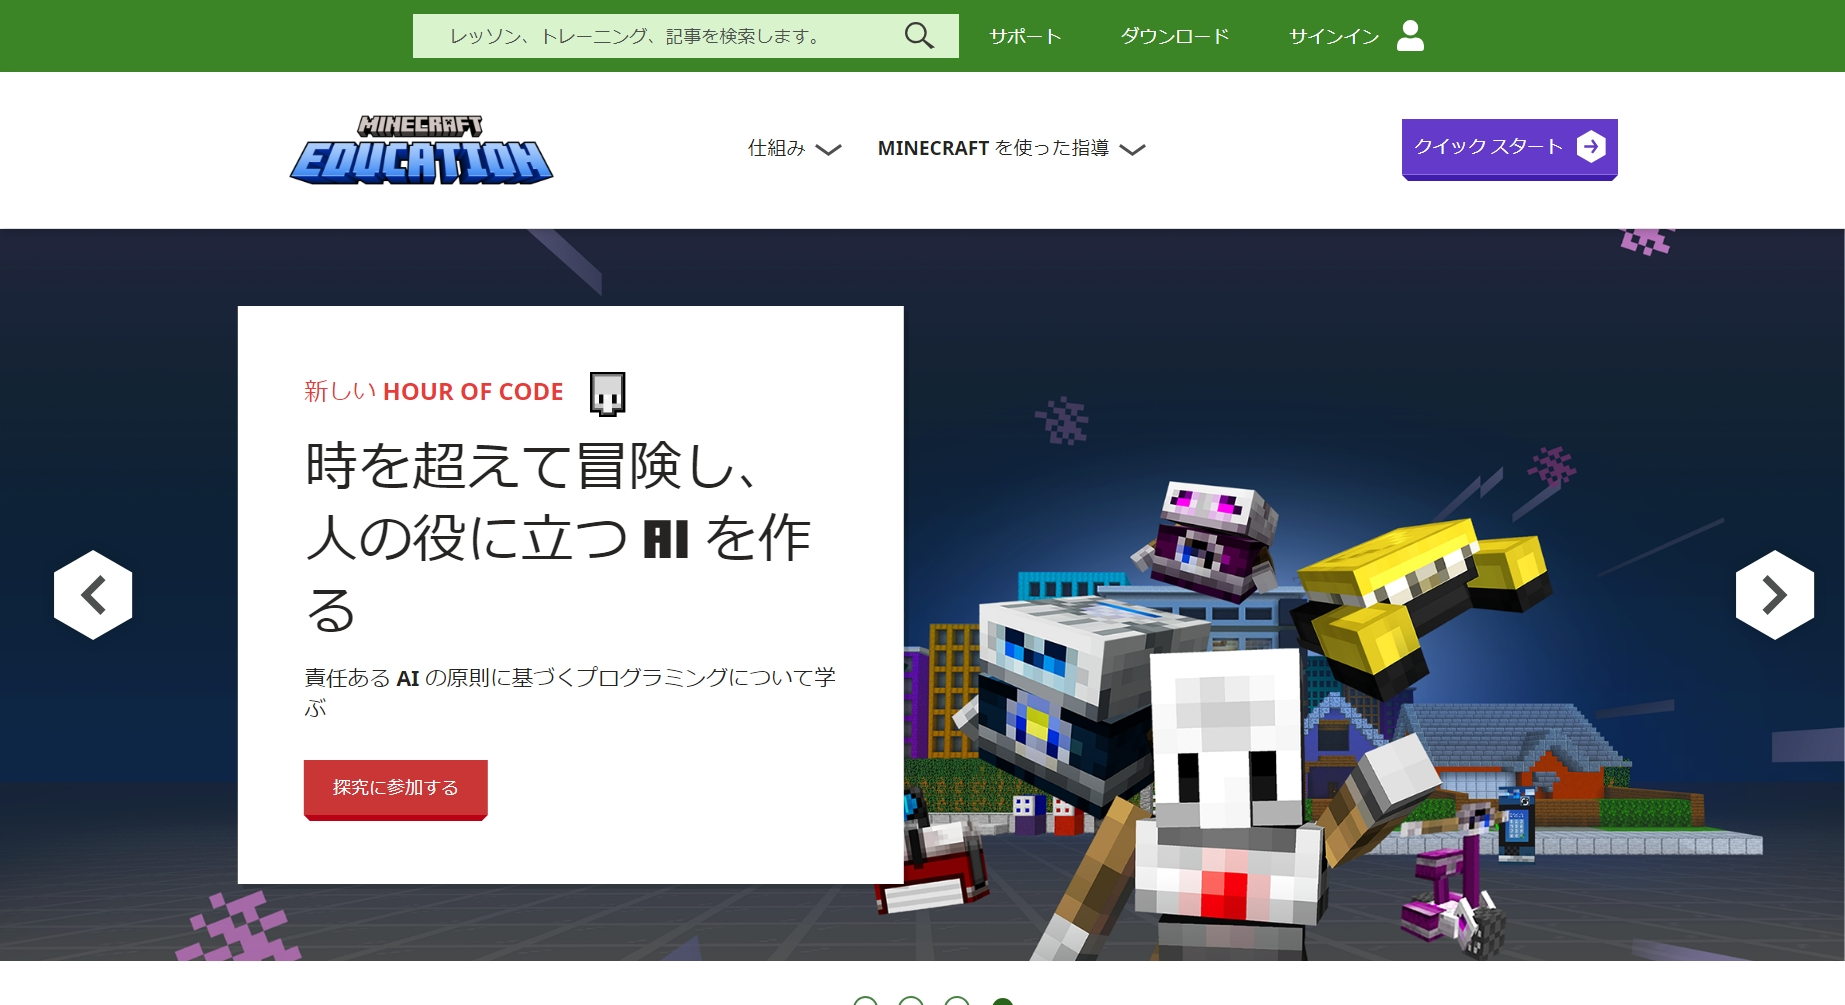 レッスン、トレーニング、記事を検索します。
サポート
ダウンロード
サインイン
MINECRAFT
EDUCATION
仕組み
MINECRAFT を使った指導
クイック スタート
新しい HOUR OF CODE
時を超えて冒険し、
人の役に立つ AI を作
る
責任ある AI の原則に基づくプログラミングについて学
ぶ
探究に参加する